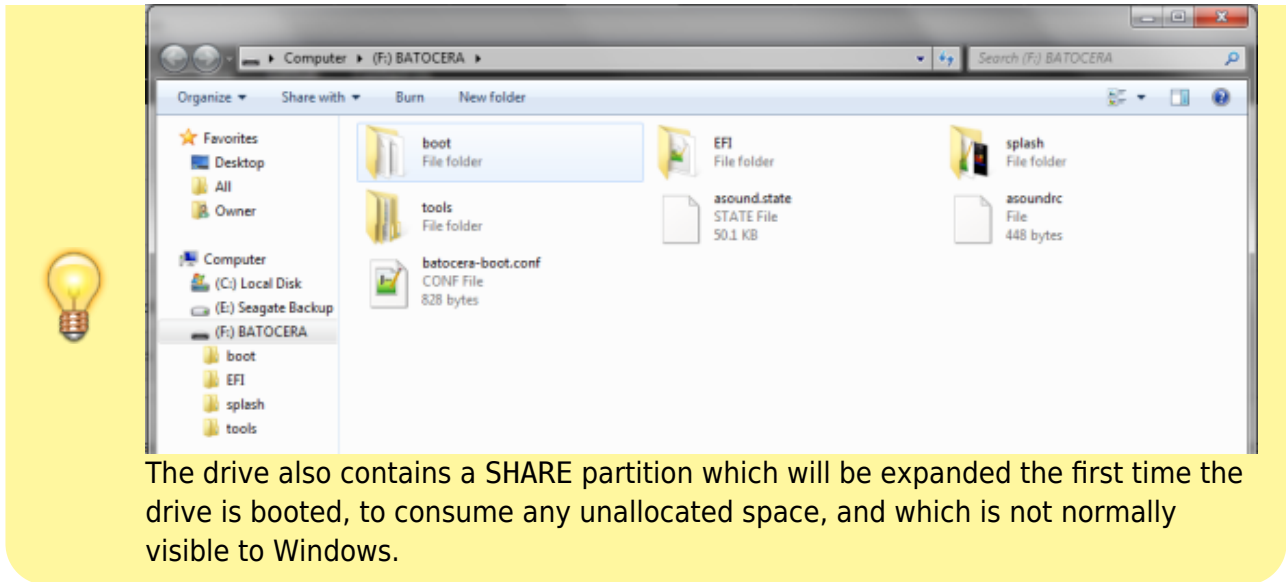 Computer ▸ (F:) BATOCERA ▸
Search (F:) BATOCERA
Organize Share with Burn New folder
Favorites
Desktop
All
Owner
Computer
(C:) Local Disk
(E:) Seagate Backup
(F:) BATOCERA
boot
EFI
splash
tools
boot
File folder
EFI
File folder
splash
File folder
tools
File folder
asound.state
STATE File
50.1 KB
asoundrc
File
448 bytes
batocera-boot.conf
CONF File
828 bytes
The drive also contains a SHARE partition which will be expanded the first time the
drive is booted, to consume any unallocated space, and which is not normally
visible to Windows.